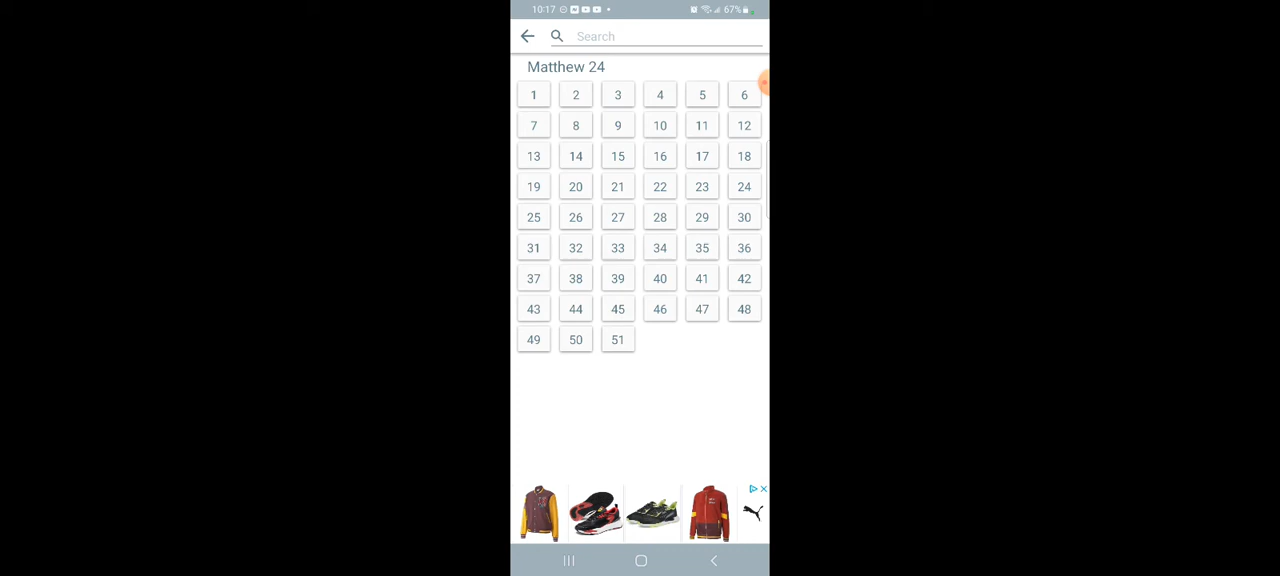 10:17 67%
Search
Matthew 24
1 2 3 4 5 6
7 8 9 10 11 12
13 14 15 16 17 18
19 20 21 22 23 24
25 26 27 28 29 30
31 32 33 34 35 36
37 38 39 40 41 42
43 44 45 46 47 48
49 50 51